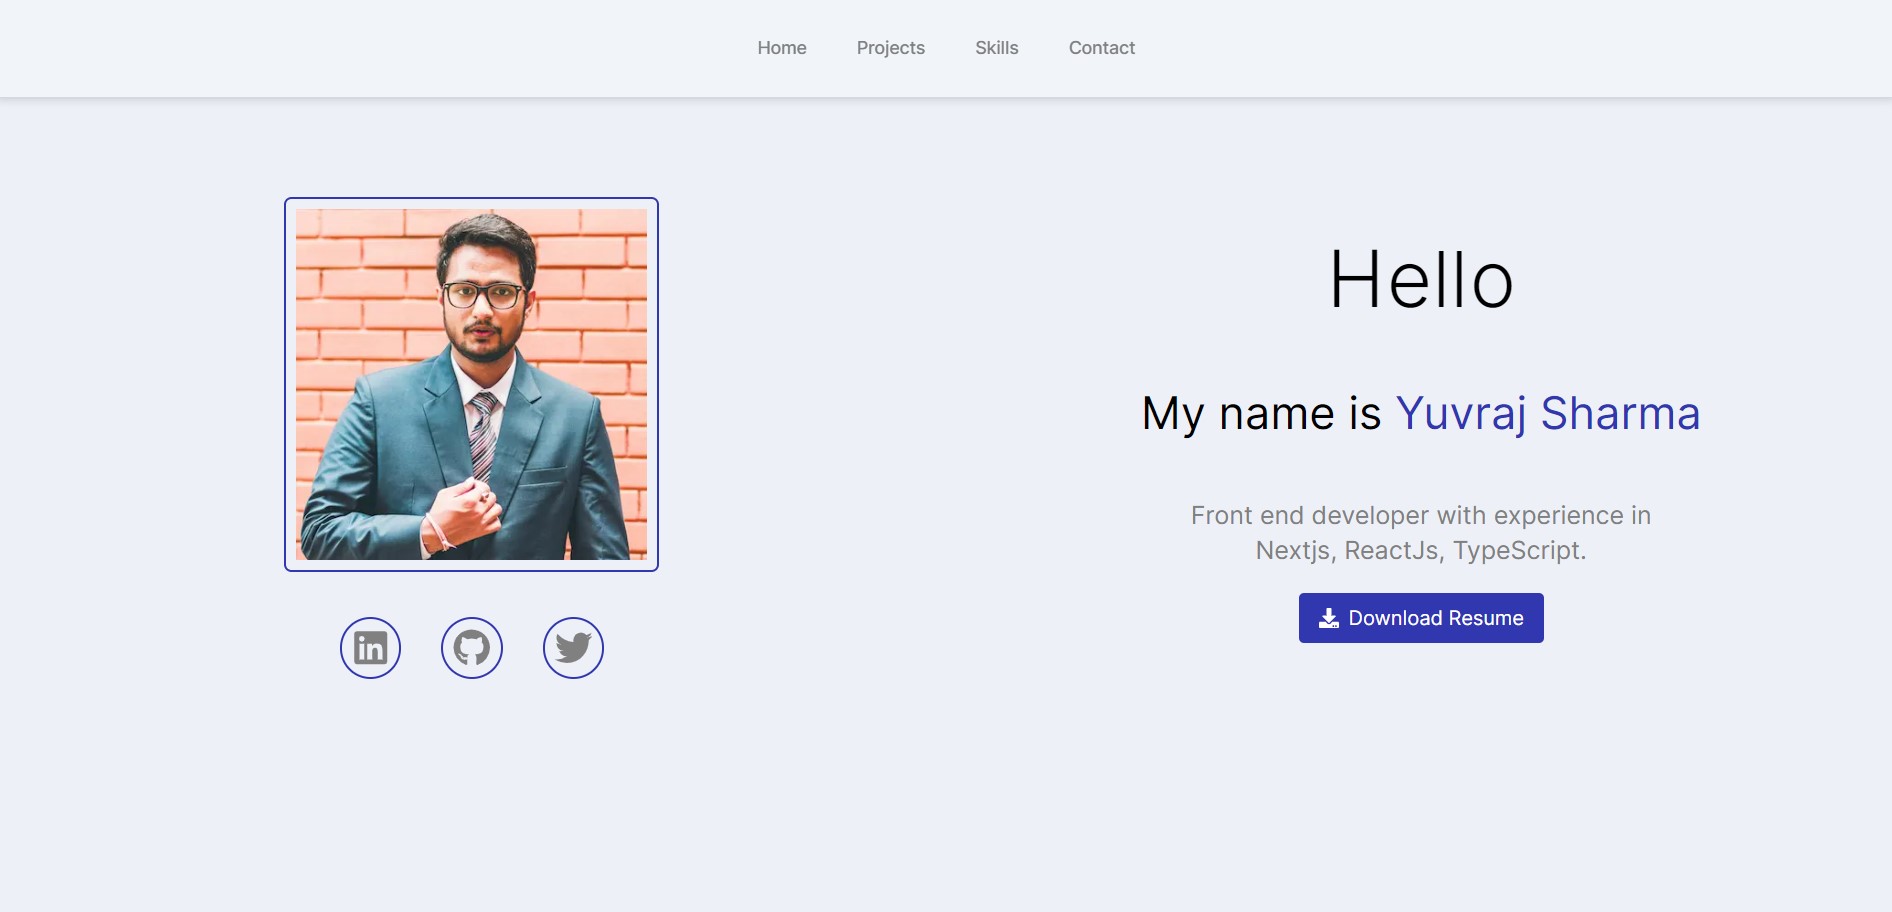 Home Projects Skills Contact
Hello
My name is Yuvraj Sharma
Front end developer with experience in
Nextjs, ReactJs, TypeScript.
Download Resume
in